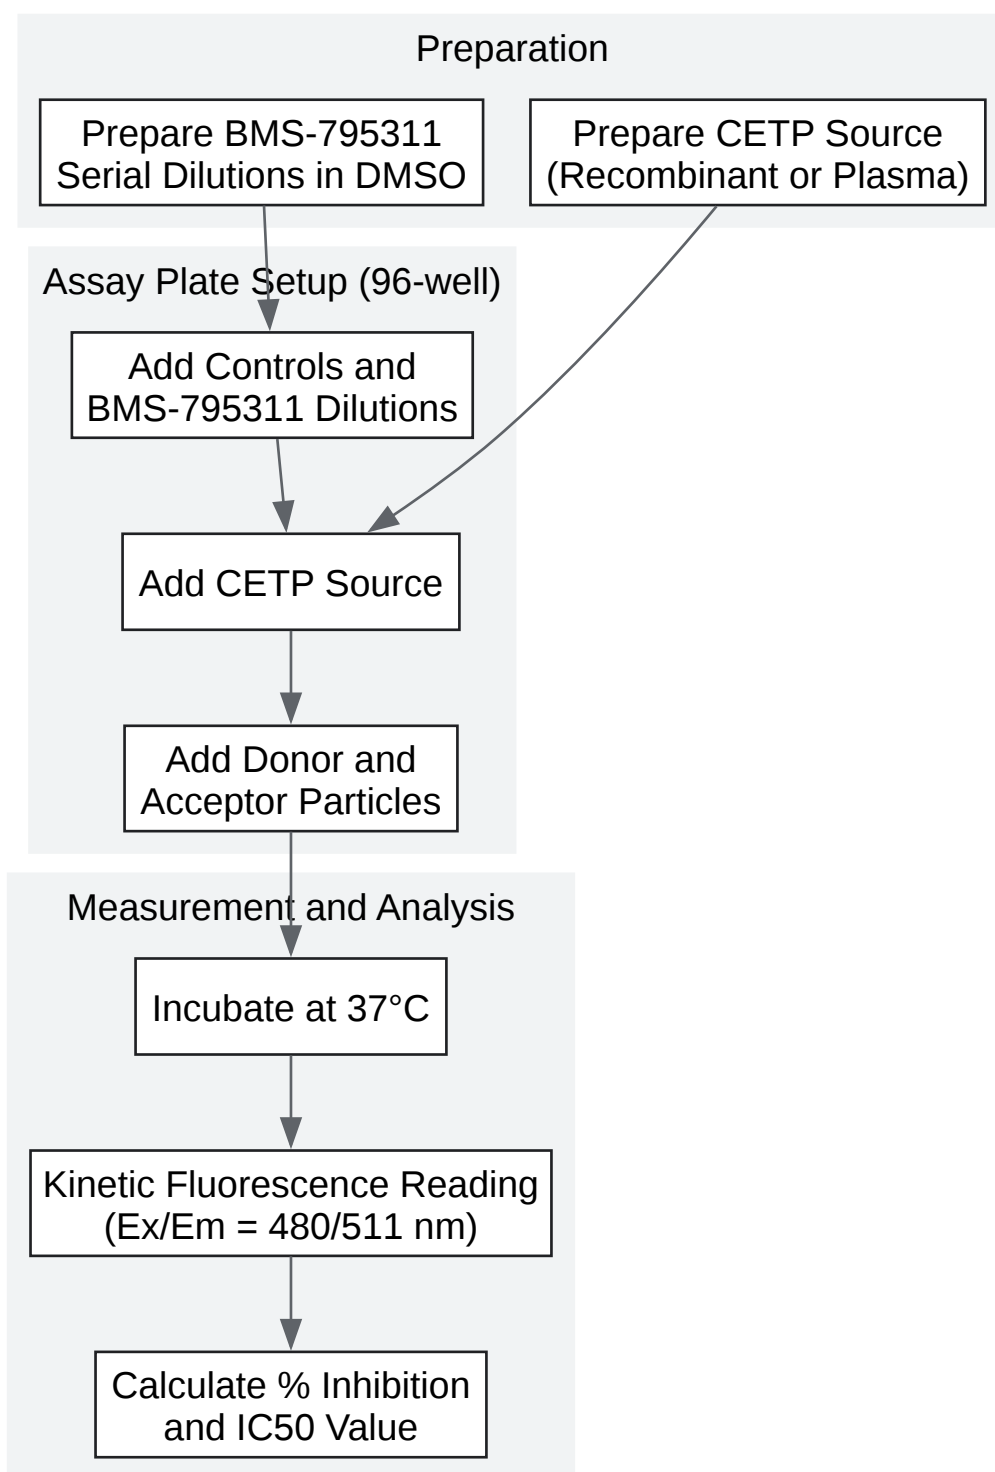 Preparation
Prepare BMS-795311
Serial Dilutions in DMSO
Prepare CETP Source
(Recombinant or Plasma)
Assay Plate Setup (96-well)
Add Controls and
BMS-795311 Dilutions
Add CETP Source
Add Donor and
Acceptor Particles
Measurement and Analysis
Incubate at 37°C
Kinetic Fluorescence Reading
(Ex/Em = 480/511 nm)
Calculate % Inhibition
and IC50 Value